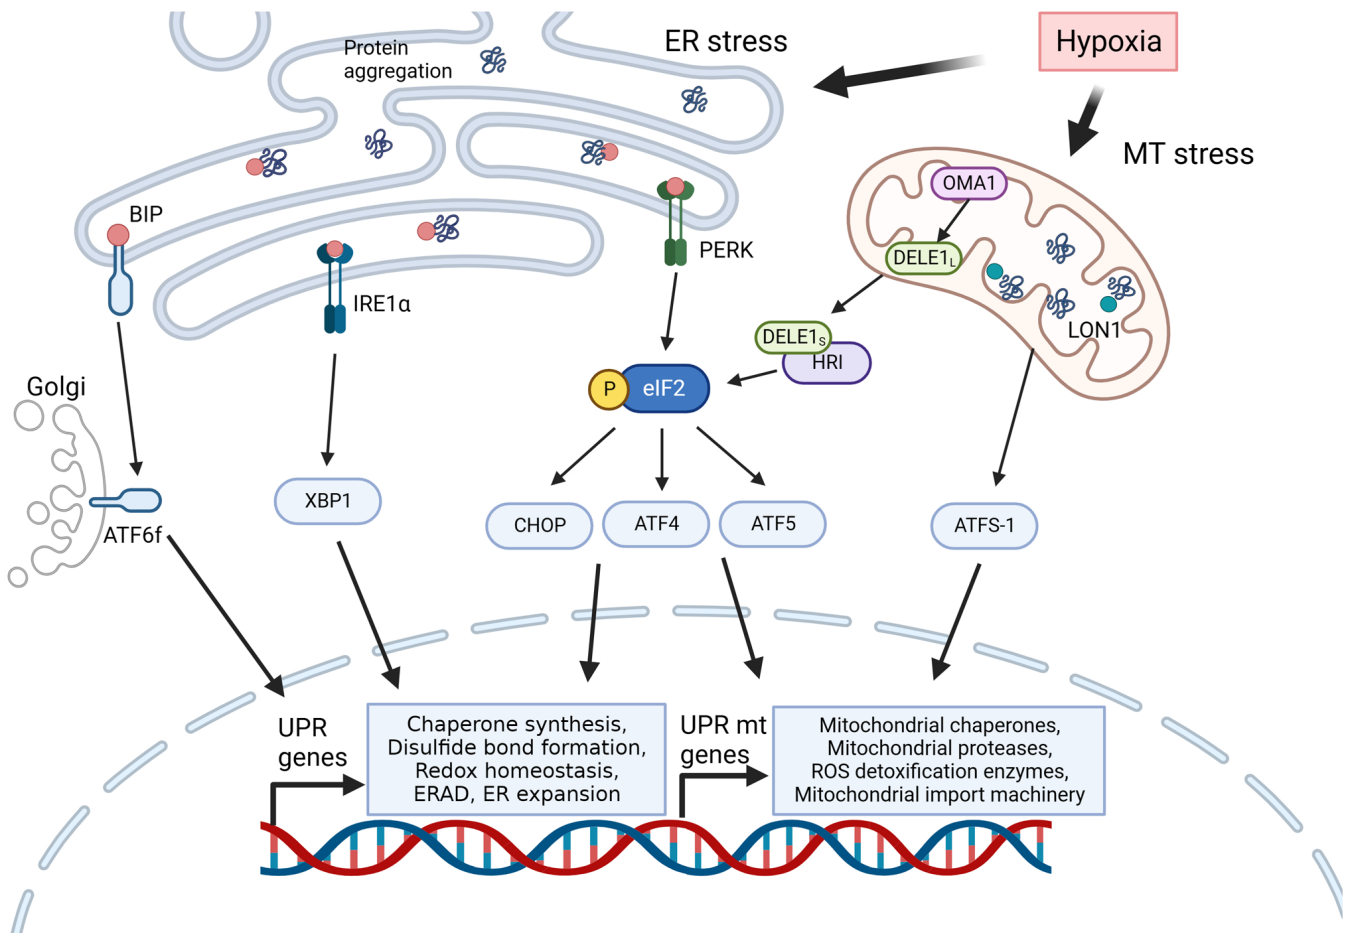 Hypoxia
ER stress
Protein
aggregation
MT stress
OMA1
BIP
DELE1L
PERK
IRE1α
LON1
DELE1S
HRI
Golgi
P
eIF2
XBP1
CHOP
ATF4
ATF5
ATFS-1
ATF6f
UPR
genes
Chaperone synthesis,
Disulfide bond formation,
Redox homeostasis,
ERAD, ER expansion
UPR mt
genes
Mitochondrial chaperones,
Mitochondrial proteases,
ROS detoxification enzymes,
Mitochondrial import machinery